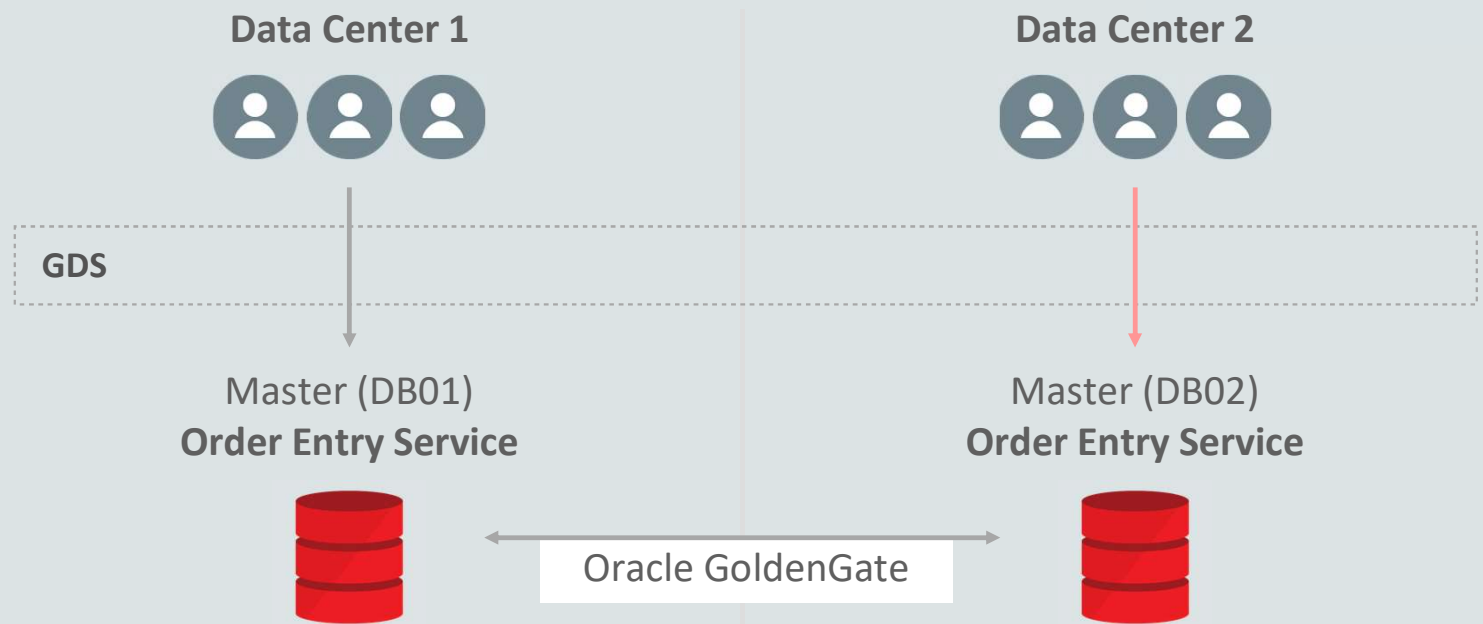 Data Center 1
Data Center 2
GDS
Master (DB01)
Order Entry Service
Master (DB02)
Order Entry Service
Oracle GoldenGate